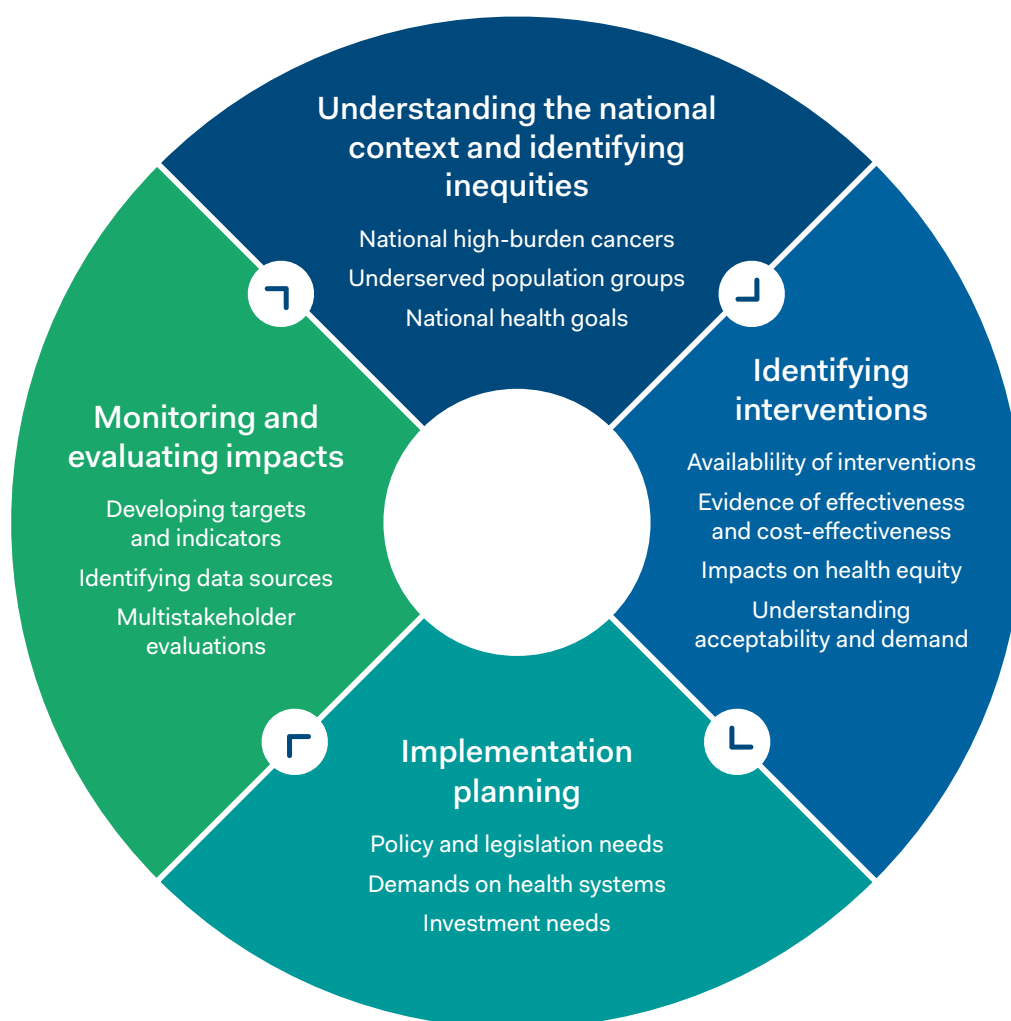 Understanding the national
context and identifying
inequities
National high-burden cancers
Underserved population groups
National health goals
Identifying
interventions
Availablility of interventions
Evidence of effectiveness
and cost-effectiveness
Impacts on health equity
Understanding
acceptability and demand
Implementation
planning
Policy and legislation needs
Demands on health systems
Investment needs
Monitoring and
evaluating impacts
Developing targets
and indicators
Identifying data sources
Multistakeholder
evaluations